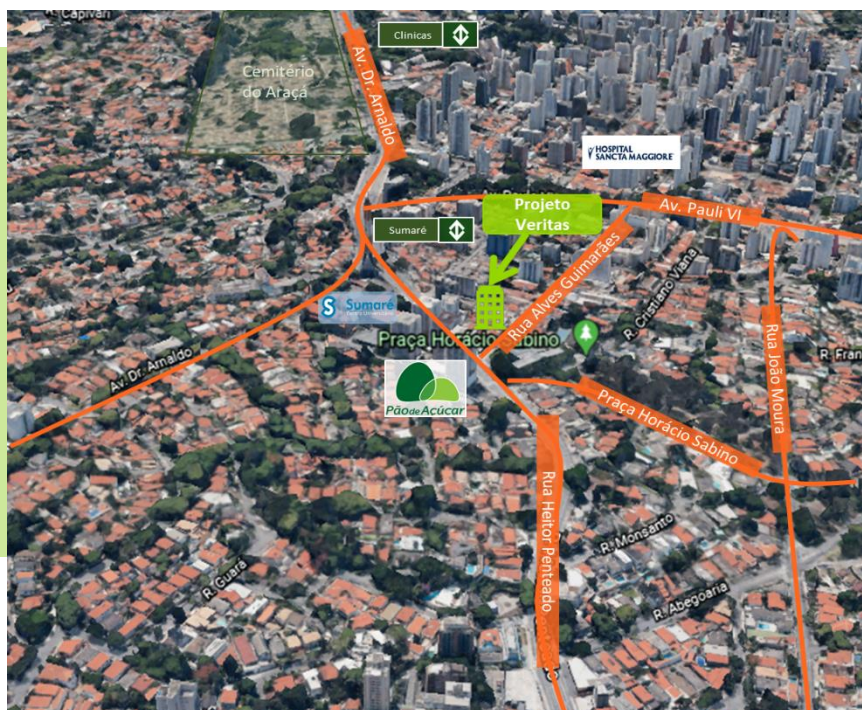 R. Capivari
Clinicas
Cemitério
do Araçá
Av. Dr. Arnaldo
HOSPITAL
SANCTA MAGGIORE
Projeto
Veritas
Av. Pauli VI
Sumaré
Rua Alves Guimarães
R. Cristiano Viana
S Sumaré
Praça Horácio Sabino
Rua João Moura
R. Fran
Av. Dr. Arnaldo
Pão de Açúcar
Praça Horácio Sabino
Rua Heitor Penteado
R. Monsanto
R. Guará
R. Abegoaria